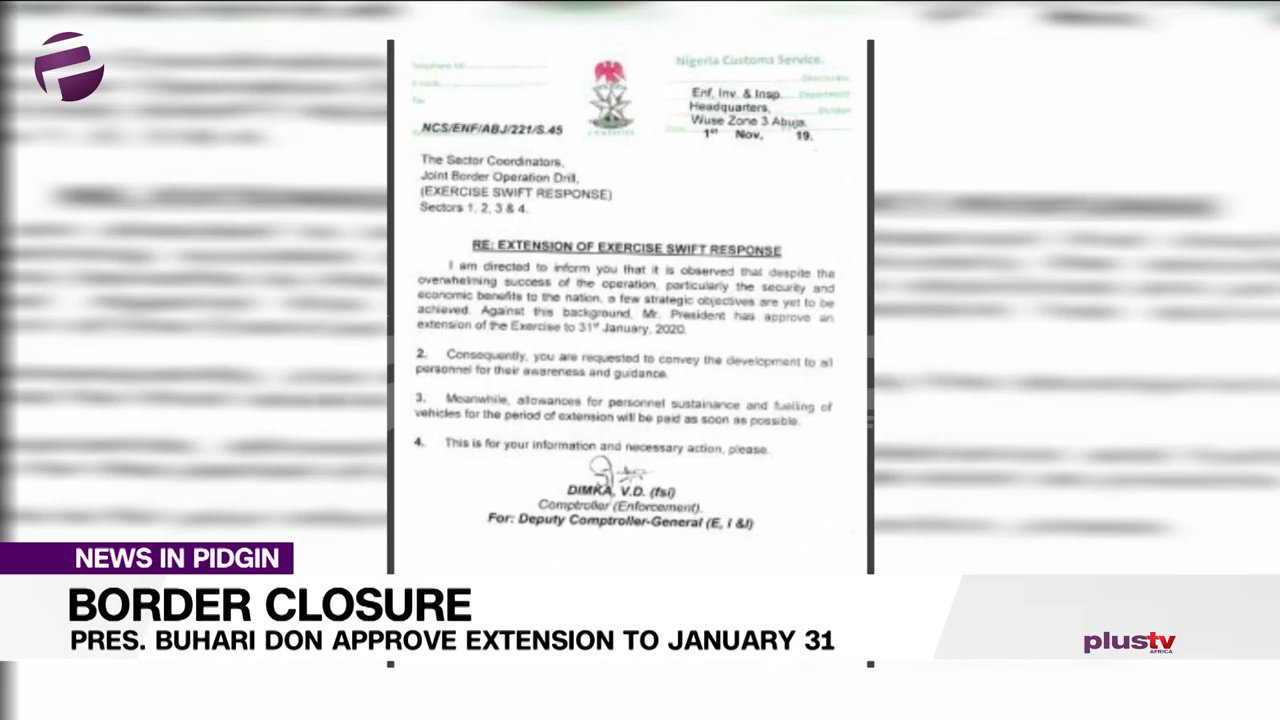 Nigeria Customs Service.
Enf, Inv. & Insp.
Department
Headquarters,
Wuse Zone 3 Abuja.
1st Nov, 19.
NCS/ENF/ABJ/221/S.45
The Sector Coordinators,
Joint Border Operation Drill,
(EXERCISE SWIFT RESPONSE)
Sectors 1, 2, 3 & 4.
RE: EXTENSION OF EXERCISE SWIFT RESPONSE
I am directed to inform you that it is observed that despite the
overwhelming success of the operation, particularly the security and
economic benefits to the nation, a few strategic objectives are yet to be
achieved. Against this background, Mr. President has approve an
extension of the Exercise to 31st January, 2020.
2. Consequently, you are requested to convey the development to all
personnel for their awareness and guidance.
3. Meanwhile, allowances for personnel sustainance and fuelling of
vehicles for the period of extension will be paid as soon as possible.
4. This is for your information and necessary action, please.
DIMKA, V.D. (fsi)
Comptroller (Enforcement).
For: Deputy Comptroller-General (E, I &I)
NEWS IN PIDGIN
BORDER CLOSURE
PRES. BUHARI DON APPROVE EXTENSION TO JANUARY 31
plustv
AFRICA